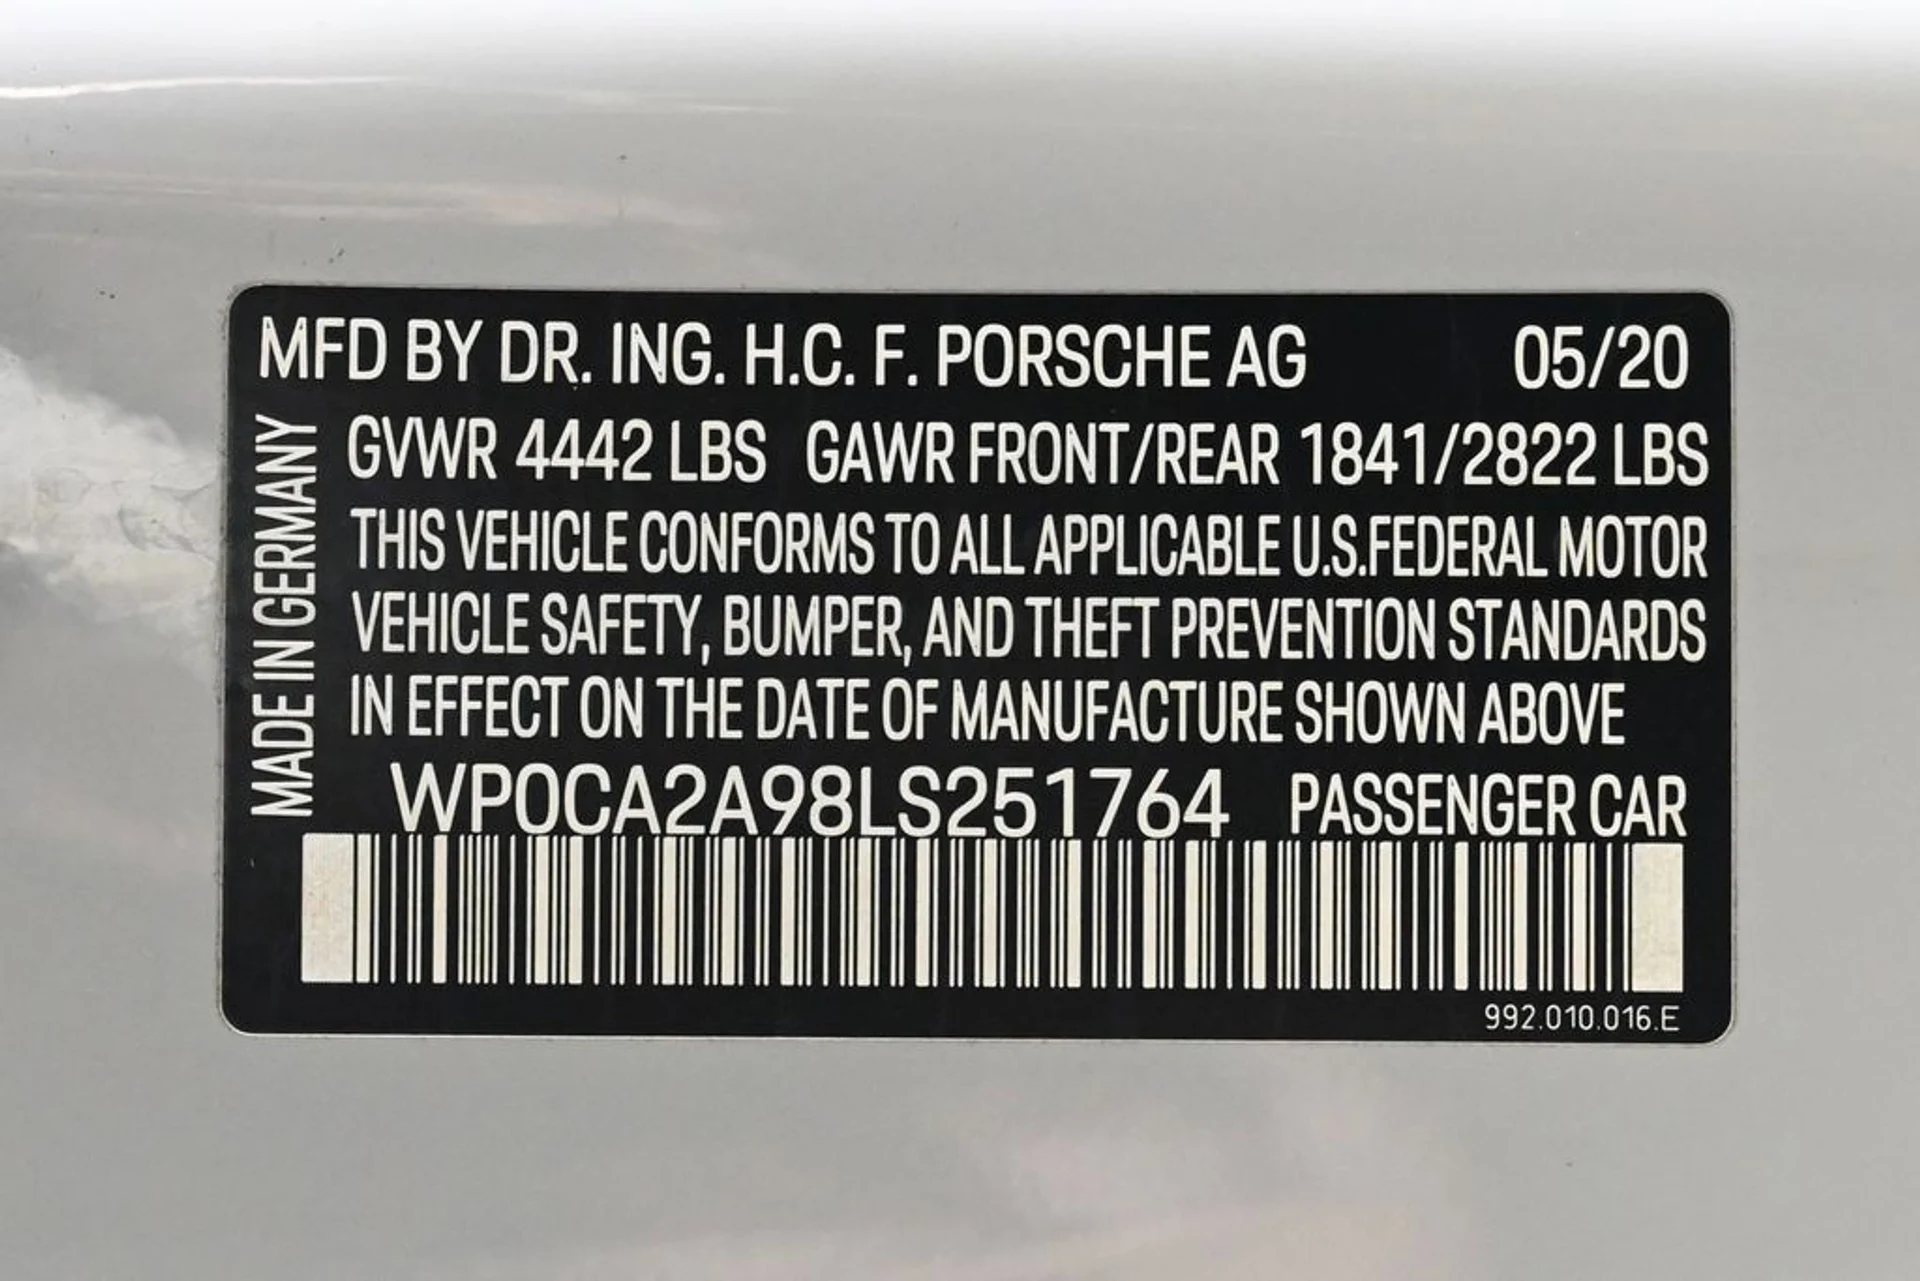 MFD BY DR. ING. H.C. F. PORSCHE AG 05/20
MADE IN GERMANY
GVWR 4442 LBS GAWR FRONT/REAR 1841/2822 LBS
THIS VEHICLE CONFORMS TO ALL APPLICABLE U.S.FEDERAL MOTOR
VEHICLE SAFETY, BUMPER, AND THEFT PREVENTION STANDARDS
IN EFFECT ON THE DATE OF MANUFACTURE SHOWN ABOVE
WP0CA2A98LS251764 PASSENGER CAR
992.010.016.E